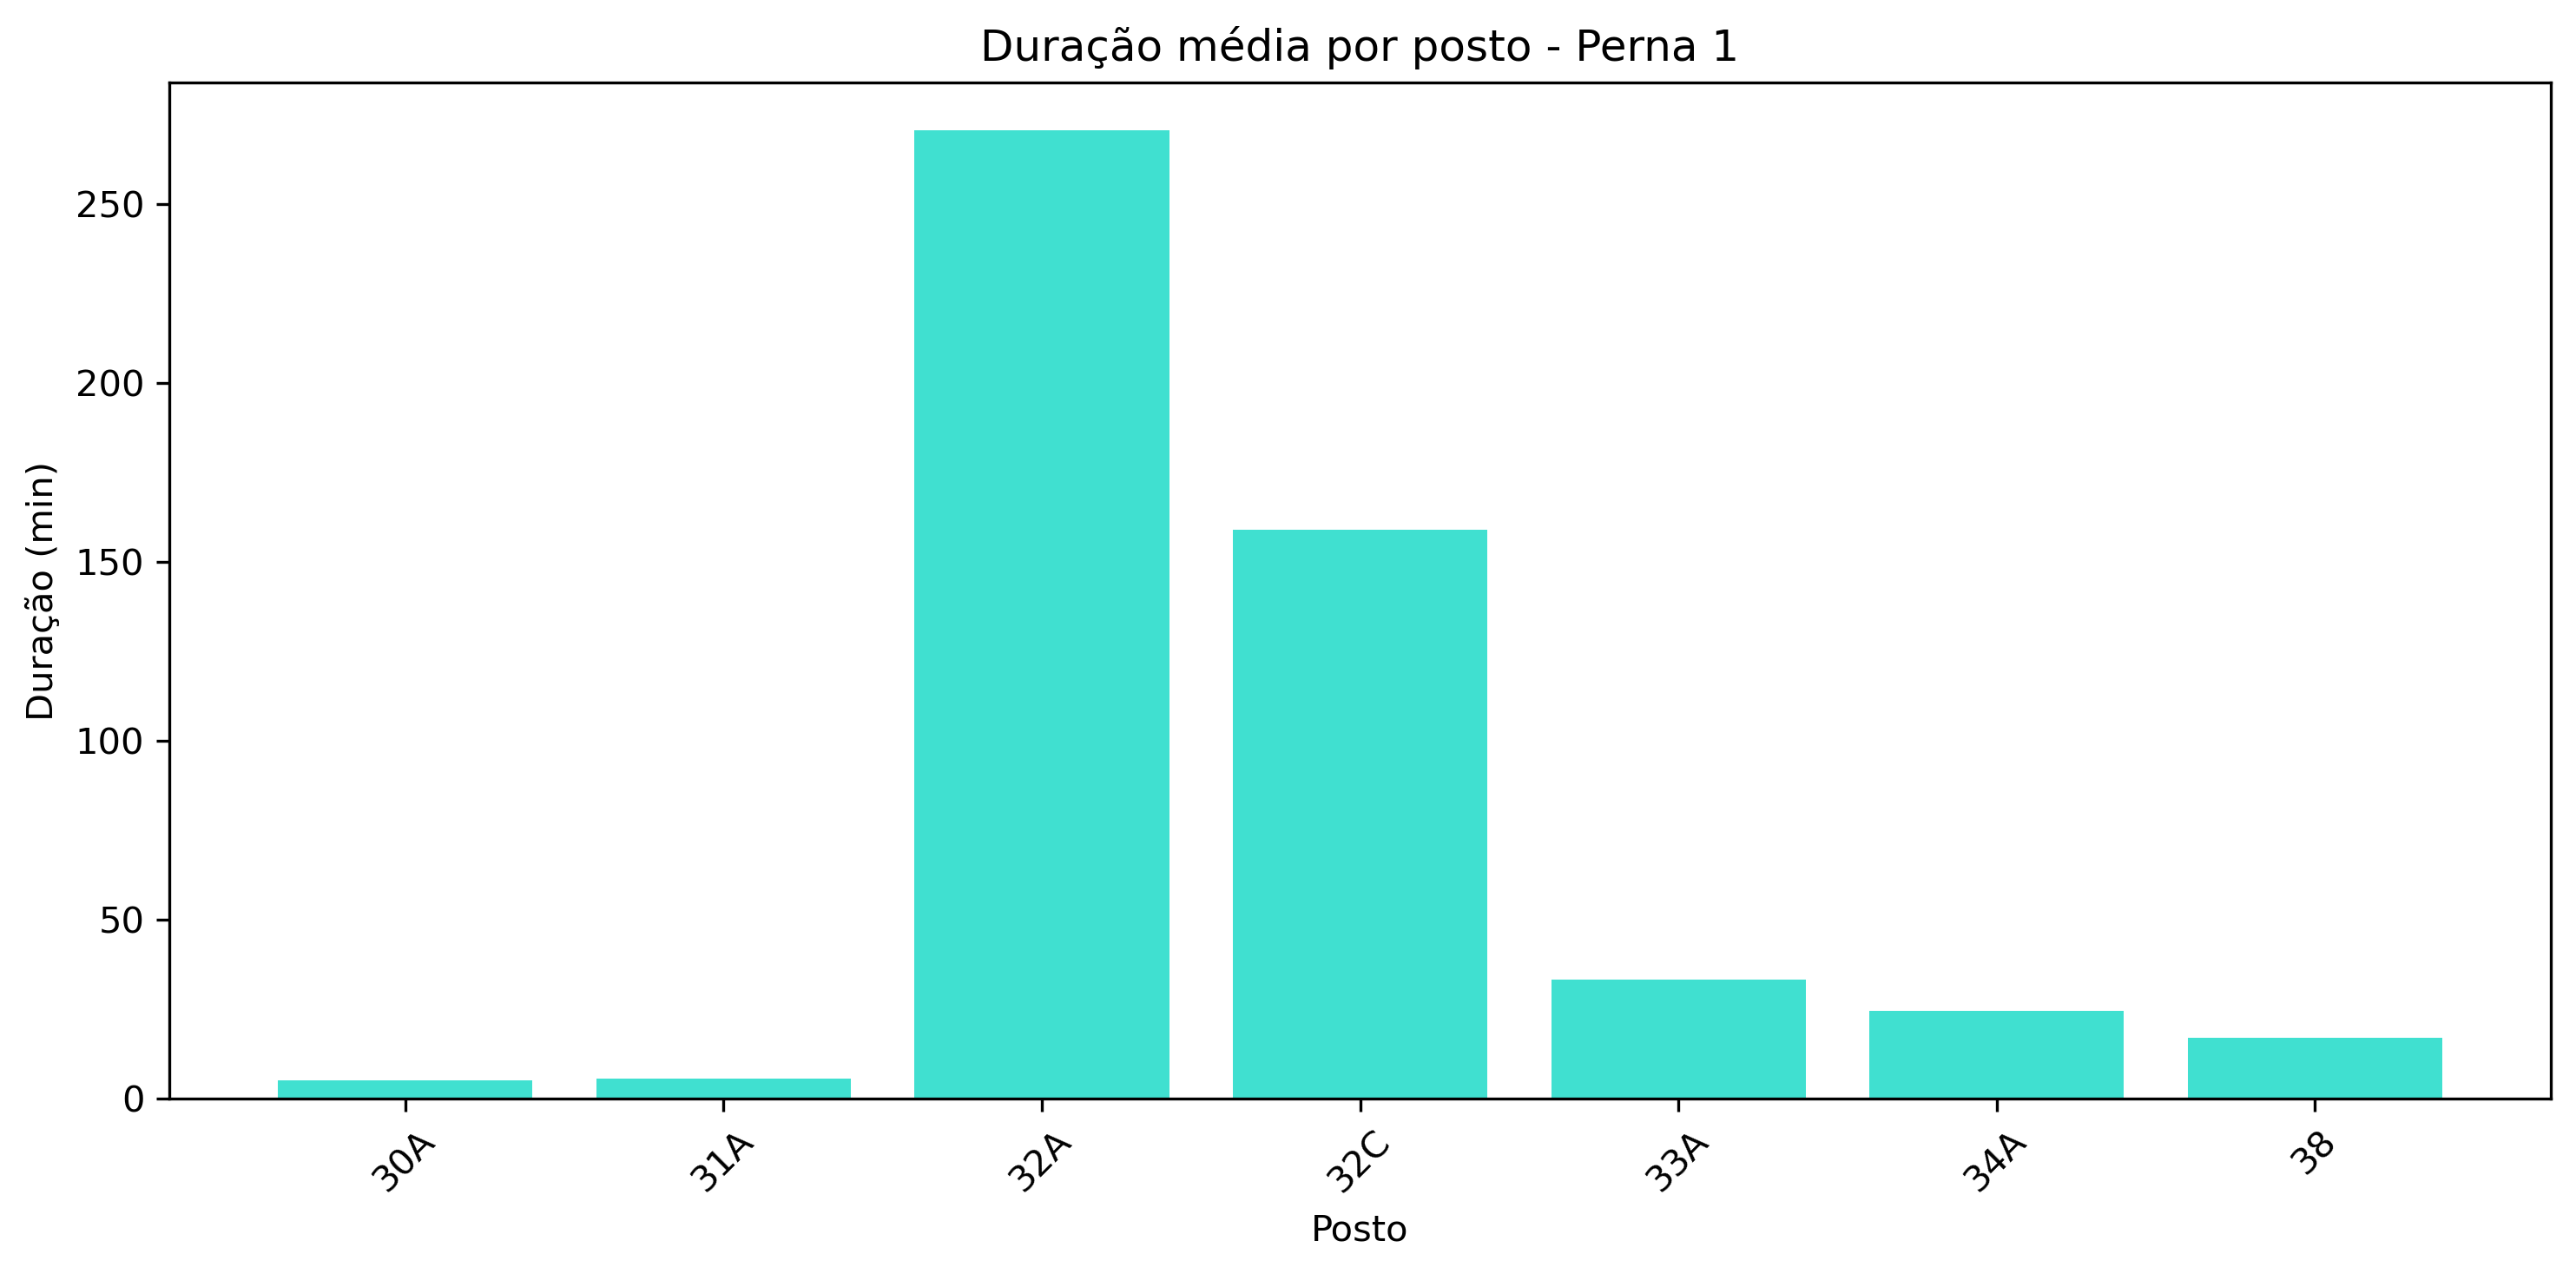 Duração média por posto - Perna 1
Duração (min)
250
200
150
100
50
0
30A
31A
32A
32C
33A
34A
38
Posto